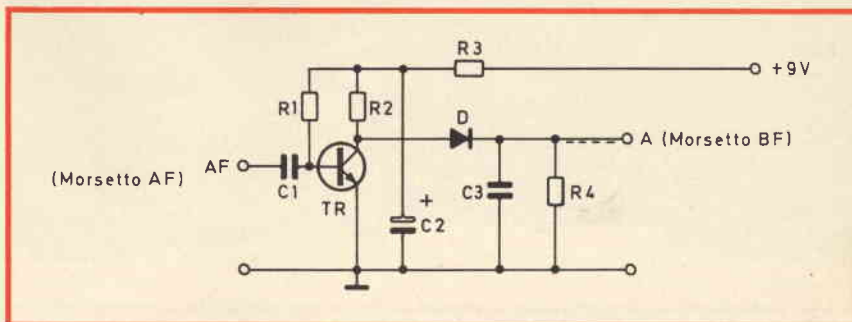 R3
+9V
R1
R2
D
A (Morsetto BF)
(Morsetto AF)
AF
C1
TR
+
C2
C3
R4